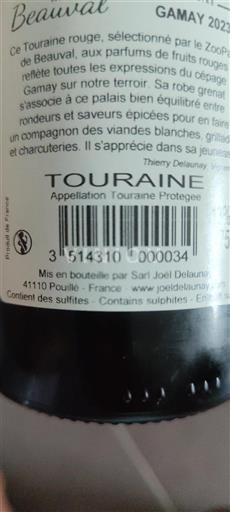 Beauval
GAMAY 2023
Ce Touraine rouge, sélectionné par le ZooPa
de Beauval, aux parfums de fruits rouges
reflète toutes les expressions du cépage
Gamay sur notre terroir. Sa robe grenat
s'associe à ce palais bien équilibré entre
rondeurs et saveurs épicées pour en faire
un compagnon des viandes blanches, grillad
et charcuteries. Il s'apprécie dans sa jeuness
Thierry Delaunay
TOURAINE
Appellation Touraine Protegée
Produit de France
3 514310 000034
Mis en bouteille par Sarl Joël Delaunay
41110 Pouillé - France - www.joeldelaunay
Contient des sulfites - Contains sulphites -